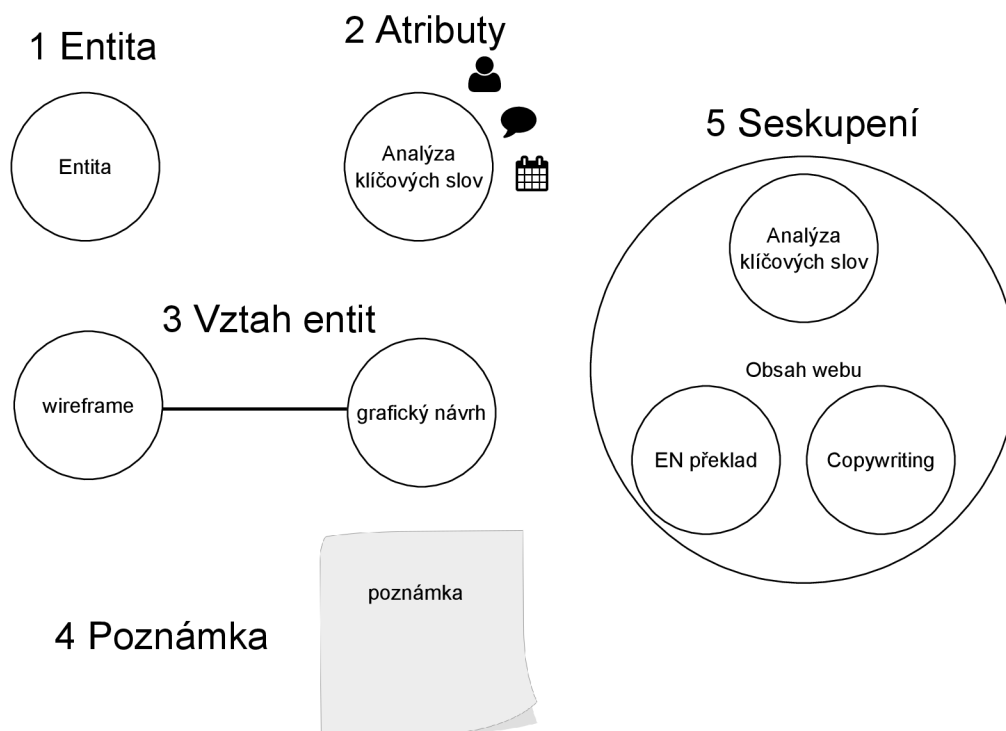 1 Entita
Entita
2 Atributy
Analýza
klíčových slov
3 Vztah entit
wireframe
grafický návrh
4 Poznámka
poznámka
5 Seskupení
Analýza
klíčových slov
Obsah webu
EN překlad
Copywriting